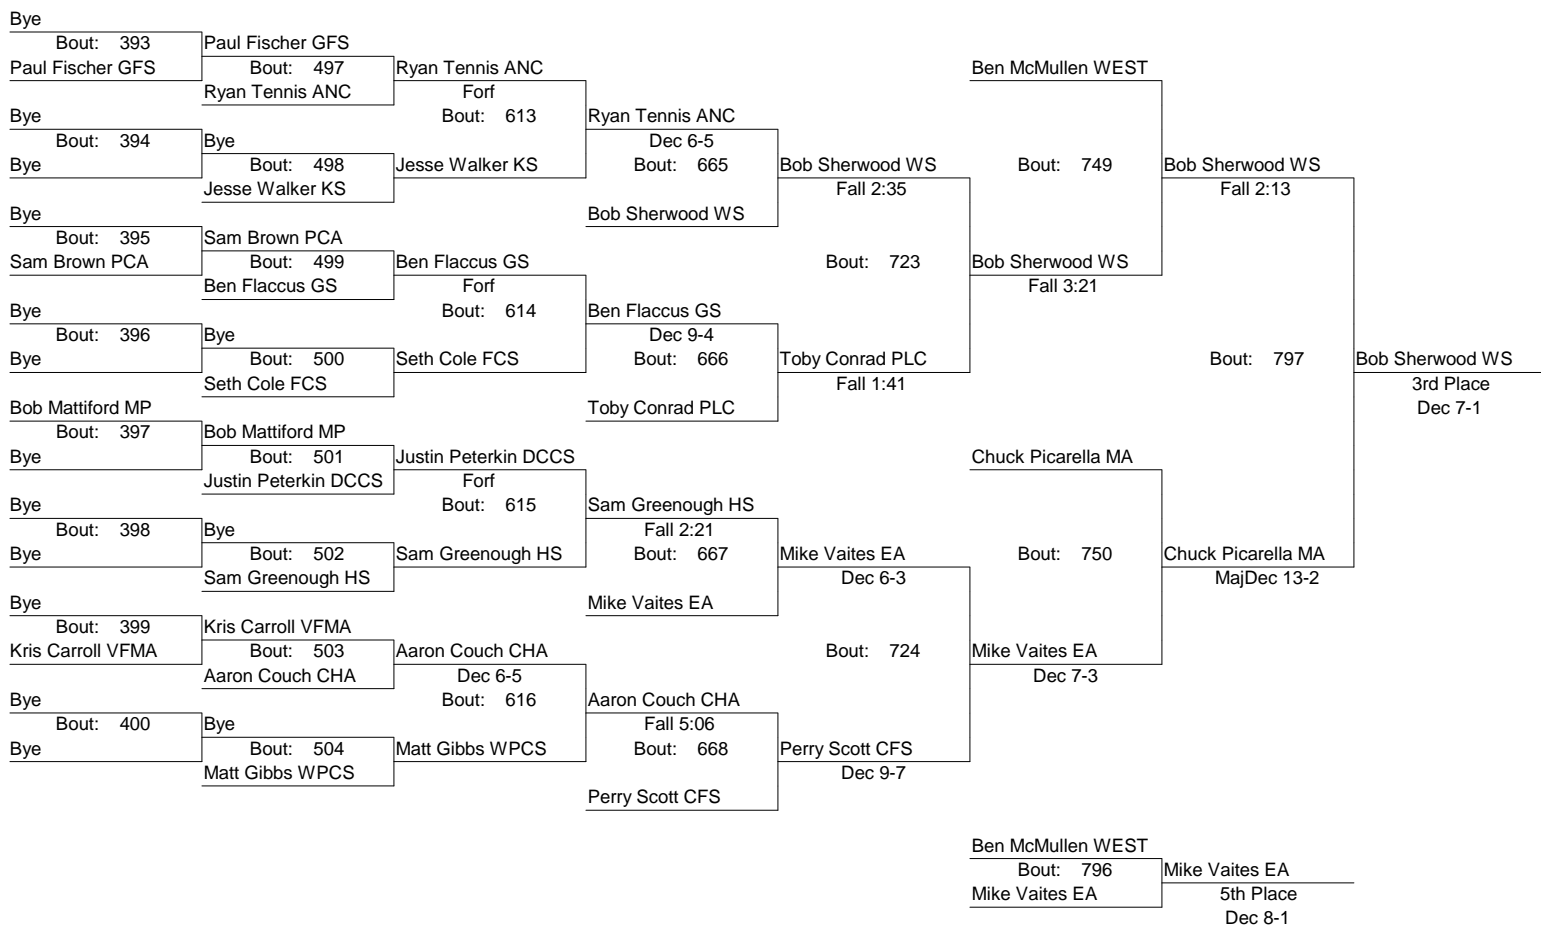 Bye
Bout: 393
Paul Fischer GFS
Bye
Bout: 394
Bye
Bye
Bout: 395
Sam Brown PCA
Bye
Bout: 396
Bye
Bob Mattiford MP
Bout: 397
Bye
Bye
Bout: 398
Bye
Bye
Bout: 399
Kris Carroll VFMA
Bye
Bout: 400
Bye
Paul Fischer GFS
Bout: 497
Ryan Tennis ANC
Bye
Bout: 498
Jesse Walker KS
Sam Brown PCA
Bout: 499
Ben Flaccus GS
Bye
Bout: 500
Seth Cole FCS
Bob Mattiford MP
Bout: 501
Justin Peterkin DCCS
Bye
Bout: 502
Sam Greenough HS
Kris Carroll VFMA
Bout: 503
Aaron Couch CHA
Bye
Bout: 504
Matt Gibbs WPCS
Ryan Tennis ANC
Forf
Bout: 613
Jesse Walker KS
Ben Flaccus GS
Forf
Bout: 614
Seth Cole FCS
Justin Peterkin DCCS
Forf
Bout: 615
Sam Greenough HS
Aaron Couch CHA
Dec 6-5
Bout: 616
Matt Gibbs WPCS
Ryan Tennis ANC
Dec 6-5
Bout: 665
Bob Sherwood WS
Ben Flaccus GS
Dec 9-4
Bout: 666
Toby Conrad PLC
Sam Greenough HS
Fall 2:21
Bout: 667
Mike Vaites EA
Aaron Couch CHA
Fall 5:06
Bout: 668
Perry Scott CFS
Bob Sherwood WS
Fall 2:35
Bout: 723
Toby Conrad PLC
Fall 1:41
Mike Vaites EA
Dec 6-3
Bout: 724
Perry Scott CFS
Dec 9-7
Ben McMullen WEST
Bout: 749
Bob Sherwood WS
Fall 3:21
Chuck Picarella MA
Bout: 750
Mike Vaites EA
Dec 7-3
Bob Sherwood WS
Fall 2:13
Bout: 797
Chuck Picarella MA
MajDec 13-2
Bob Sherwood WS
3rd Place
Dec 7-1
Ben McMullen WEST
Bout: 796
Mike Vaites EA
Mike Vaites EA
5th Place
Dec 8-1